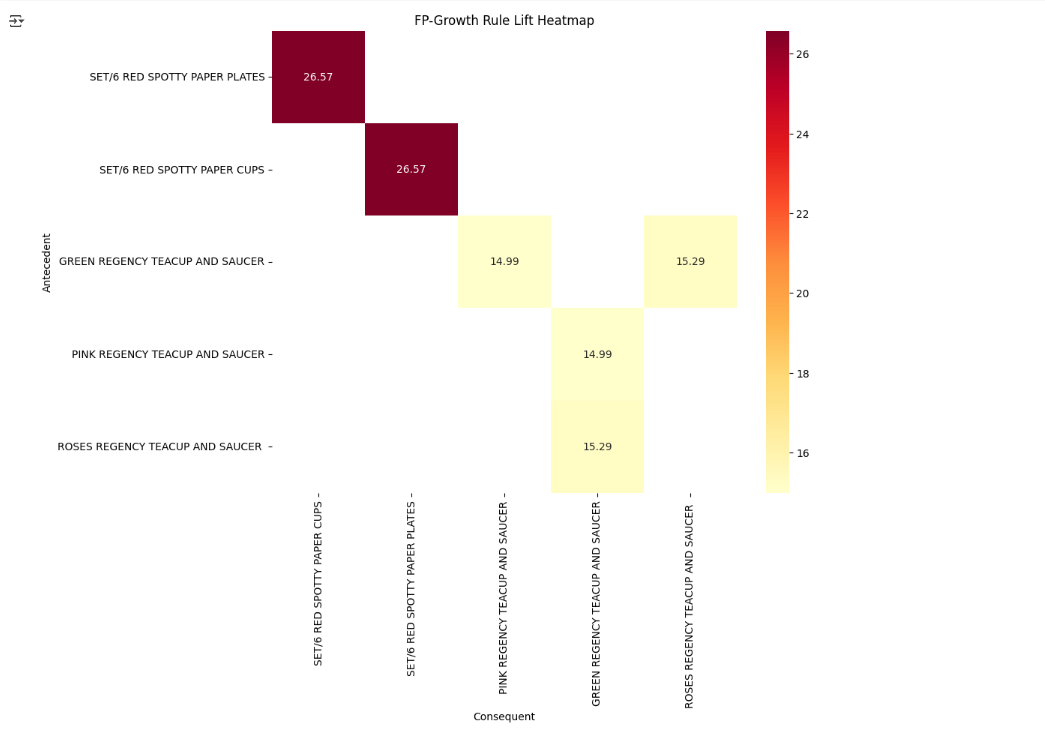 FP-Growth Rule Lift Heatmap
SET/6 RED SPOTTY PAPER PLATES
SET/6 RED SPOTTY PAPER CUPS
GREEN REGENCY TEACUP AND SAUCER
PINK REGENCY TEACUP AND SAUCER
ROSES REGENCY TEACUP AND SAUCER
Antecedent
26.57
26.57
14.99
15.29
14.99
15.29
26
24
22
20
18
16
SET/6 RED SPOTTY PAPER CUPS
SET/6 RED SPOTTY PAPER PLATES
PINK REGENCY TEACUP AND SAUCER
GREEN REGENCY TEACUP AND SAUCER
ROSES REGENCY TEACUP AND SAUCER
Consequent